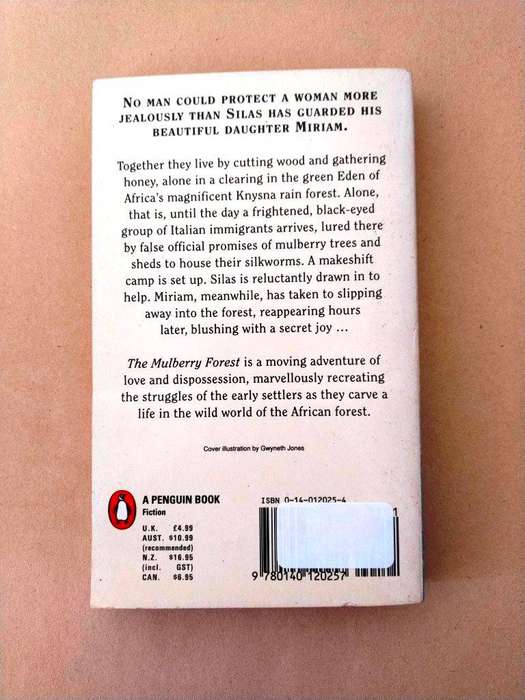 NO MAN COULD PROTECT A WOMAN MORE
JEALOUSLY THAN SILAS HAS GUARDED HIS
BEAUTIFUL DAUGHTER MIRIAM.
Together they live by cutting wood and gathering
honey, alone in a clearing in the green Eden of
Africa's magnificent Knysna rain forest. Alone,
that is, until the day a frightened, black-eyed
group of Italian immigrants arrives, lured there
by false official promises of mulberry trees and
sheds to house their silkworms. A makeshift
camp is set up. Silas is reluctantly drawn in to
help. Miriam, meanwhile, has taken to slipping
away into the forest, reappearing hours
later, blushing with a secret joy ...
The Mulberry Forest is a moving adventure of
love and dispossession, marvellously recreating
the struggles of the early settlers as they carve a
life in the wild world of the African forest.
Cover illustration by Gwyneth Jones
A PENGUIN BOOK
Fiction
U.K. £4.99
AUST. $10.99
(recommended)
N.Z. $16.95
(incl. GST)
CAN. $6.95
ISBN 0-14-012025-4
1
9 780140 120257